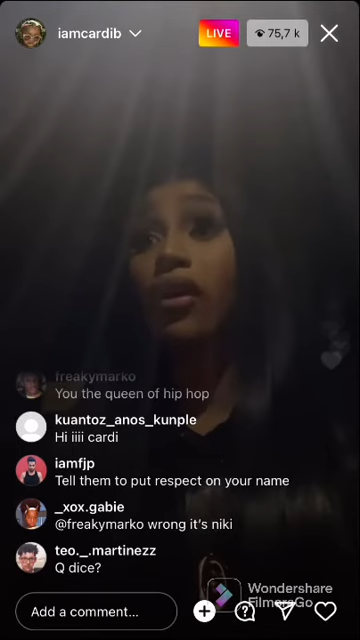 iamcardib
LIVE
75,7 k
freakymarko
You the queen of hip hop
kuantoz_anos_kunple
Hi iiii cardi
iamfjp
Tell them to put respect on your name
_xox.gabie
@freakymarko wrong it's niki
teo._.martinezz
Q dice?
Wondershare
FilmoraGo
Add a comment...